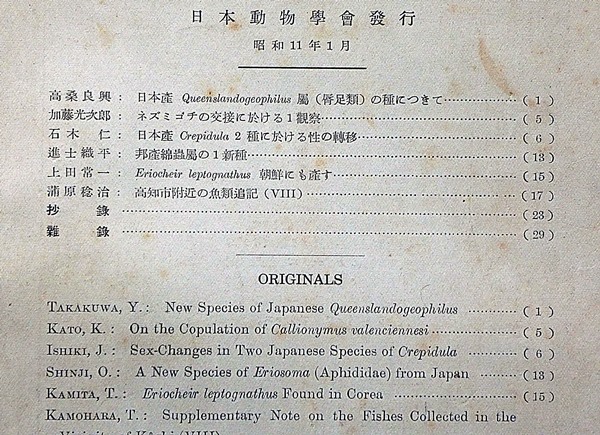 日本動物學會發行
昭和11年1月
高桑良興: 日本產 Queenslandogeophilus 屬 (脣足類) の種につきて ……………… ( 1 )
加藤光次郎: ネズミゴチの交接に於ける1觀察 ……………… ( 5 )
石木 仁: 日本產 Crepidula 2 種に於ける性の轉移 ……………… ( 6 )
進士織平: 邦產綿蟲屬の1新種 ……………… ( 13 )
上田常一: Eriocheir leptognathus 朝鮮にも產す ……………… ( 15 )
蒲原稔治: 高知市附近の魚類追記 (VIII) ……………… ( 17 )
抄錄 ……………… ( 23 )
雜錄 ……………… ( 29 )
ORIGINALS
TAKAKUWA, Y.: New Species of Japanese Queenslandogeophilus ………… ( 1 )
KATO, K.: On the Copulation of Callionymus valenciennesi ………… ( 5 )
ISHIKI, J.: Sex-Changes in Two Japanese Species of Crepidula ………… ( 6 )
SHINJI, O.: A New Species of Eriosoma (Aphididae) from Japan ………… ( 13 )
KAMITA, T.: Eriocheir leptognathus Found in Corea ………… ( 15 )
KAMOHARA, T.: Supplementary Note on the Fishes Collected in the